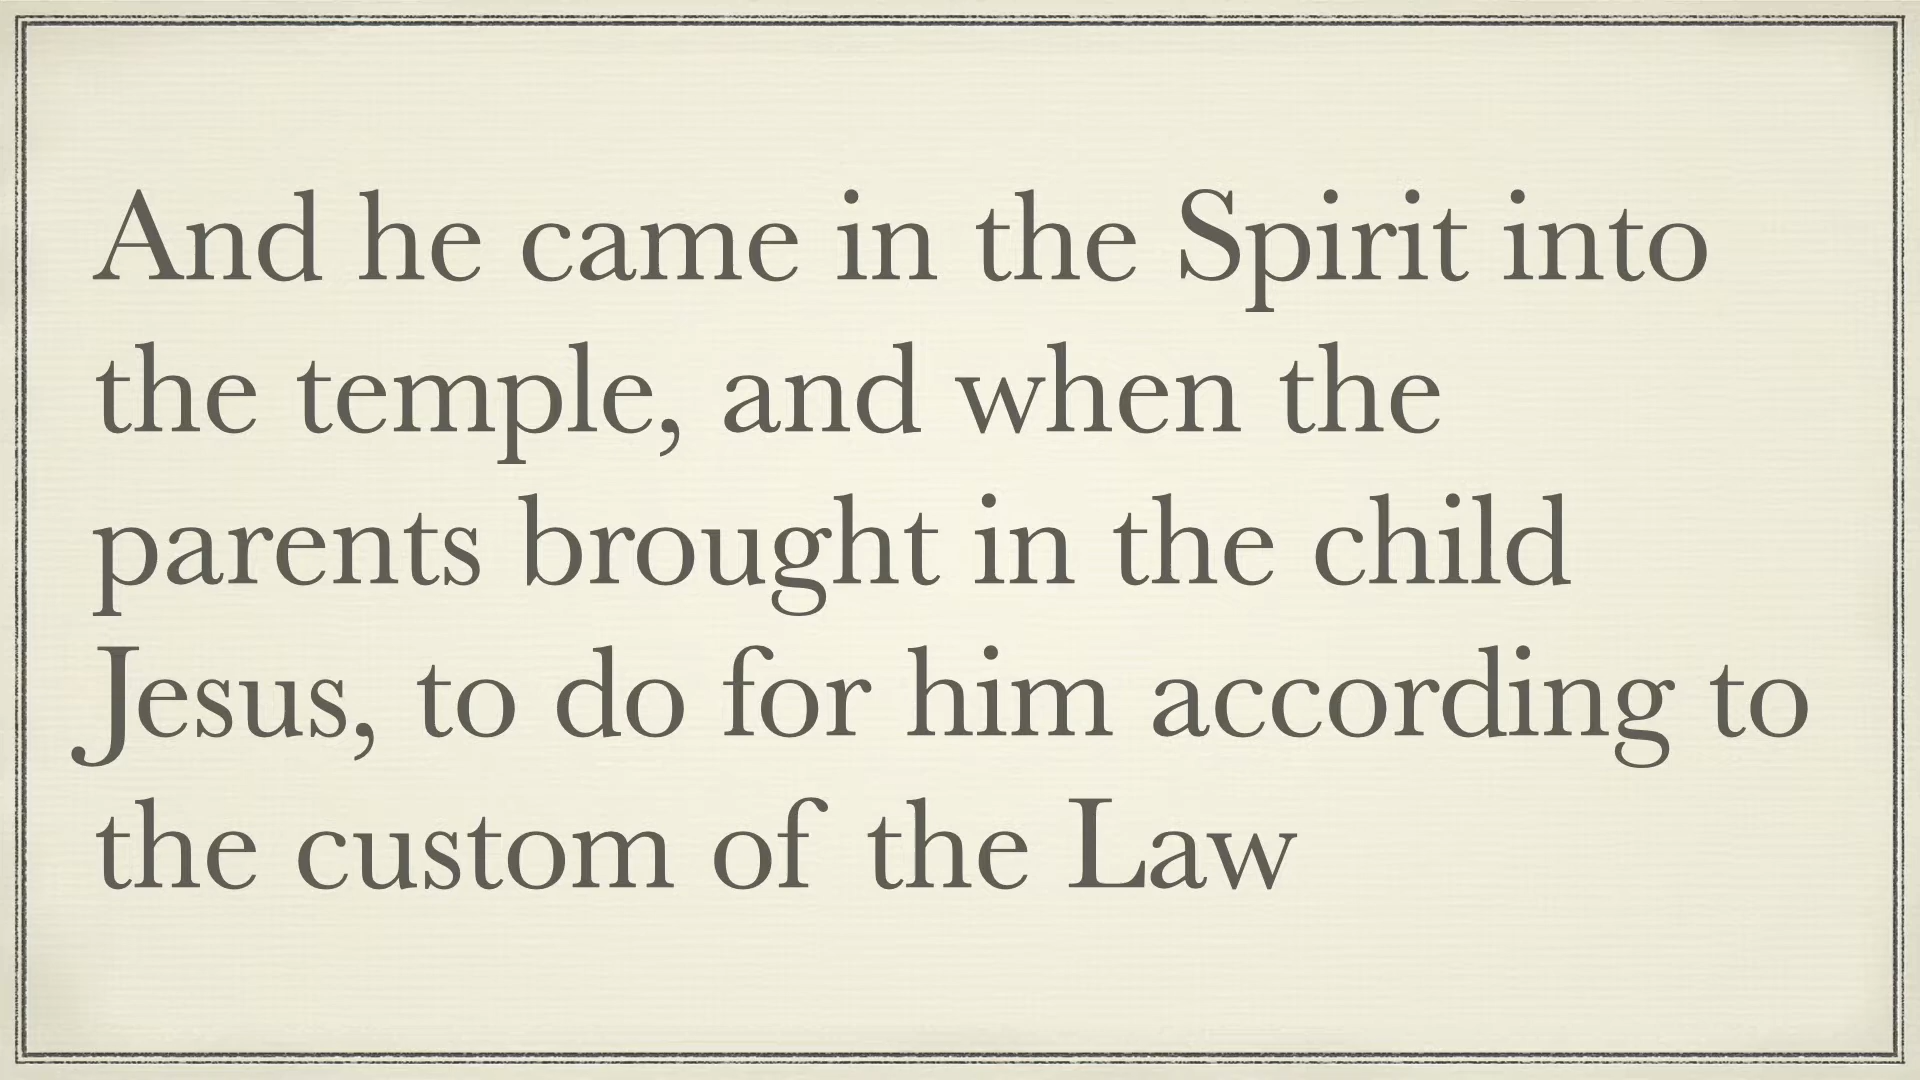 And he came in the Spirit into
the temple, and when the
parents brought in the child
Jesus, to do for him according to
the custom of the Law